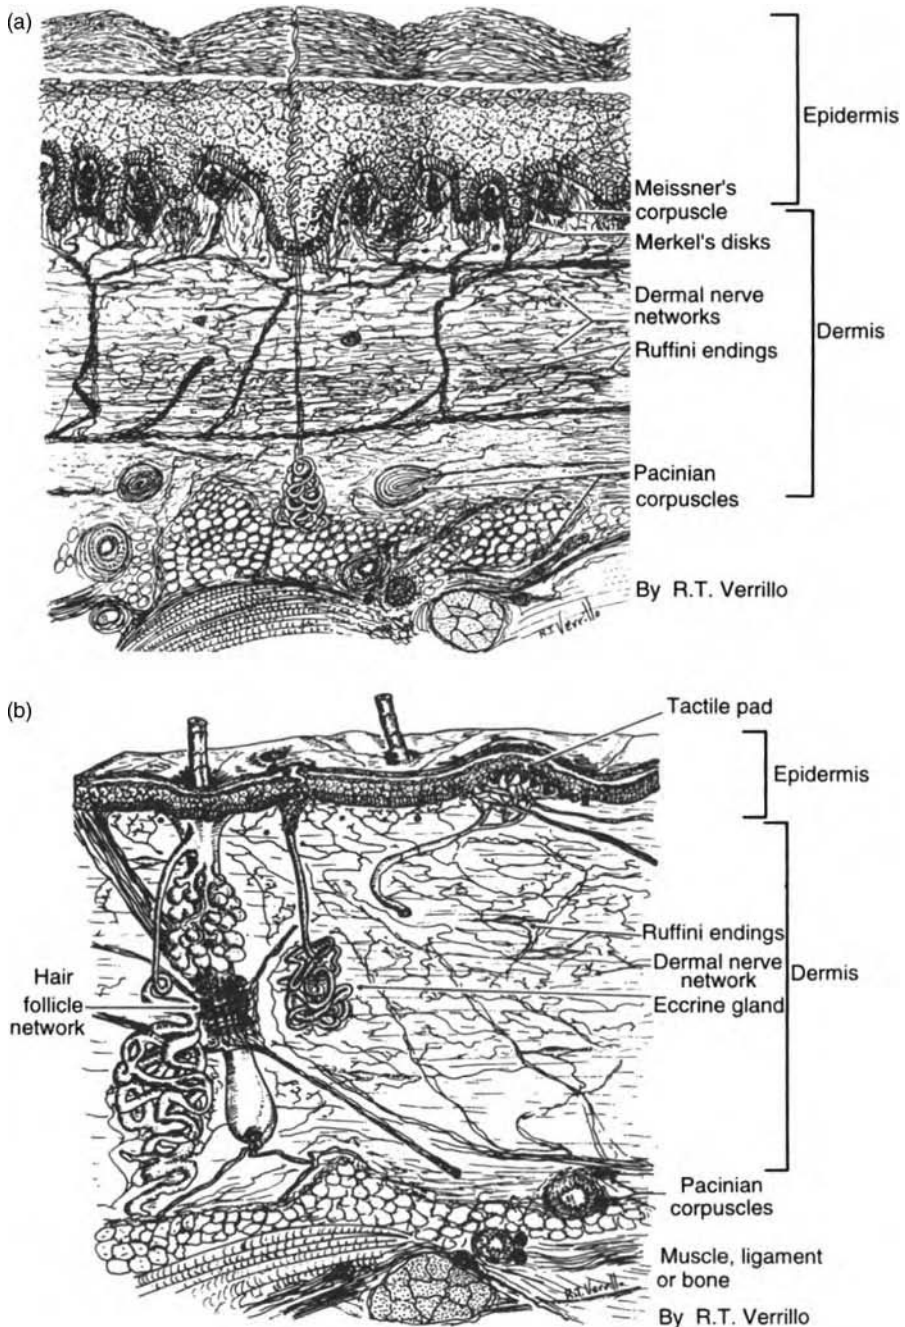 (a)
Epidermis
Meissner's
corpuscle
Merkel's disks
Dermal nerve
networks
Dermis
Ruffini endings
Pacinian
corpuscles
By R.T. Verrillo
R.T. Verrillo
(b)
Tactile pad
Epidermis
Ruffini endings
Dermal nerve
network
Dermis
Eccrine gland
Hair
follicle
network
Pacinian
corpuscles
Muscle, ligament
or bone
R.T. Verrillo
By R.T. Verrillo